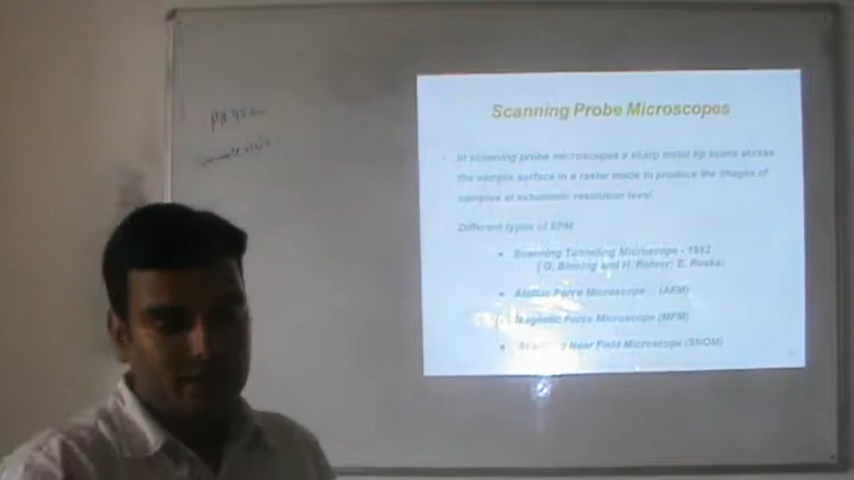 Scanning Probe Microscopes
In scanning probe microscopes a sharp metal tip scans across
the sample surface in a raster mode to produce the images of
samples at subatomic resolution level.
Different types of SPM
• Scanning Tunneling Microscope - 1982
( G. Binning and H. Rohrer; E. Ruska)
• Atomic Force Microscope (AFM)
Magnetic Force Microscope (MFM)
• Near Field Microscope (SNOM)